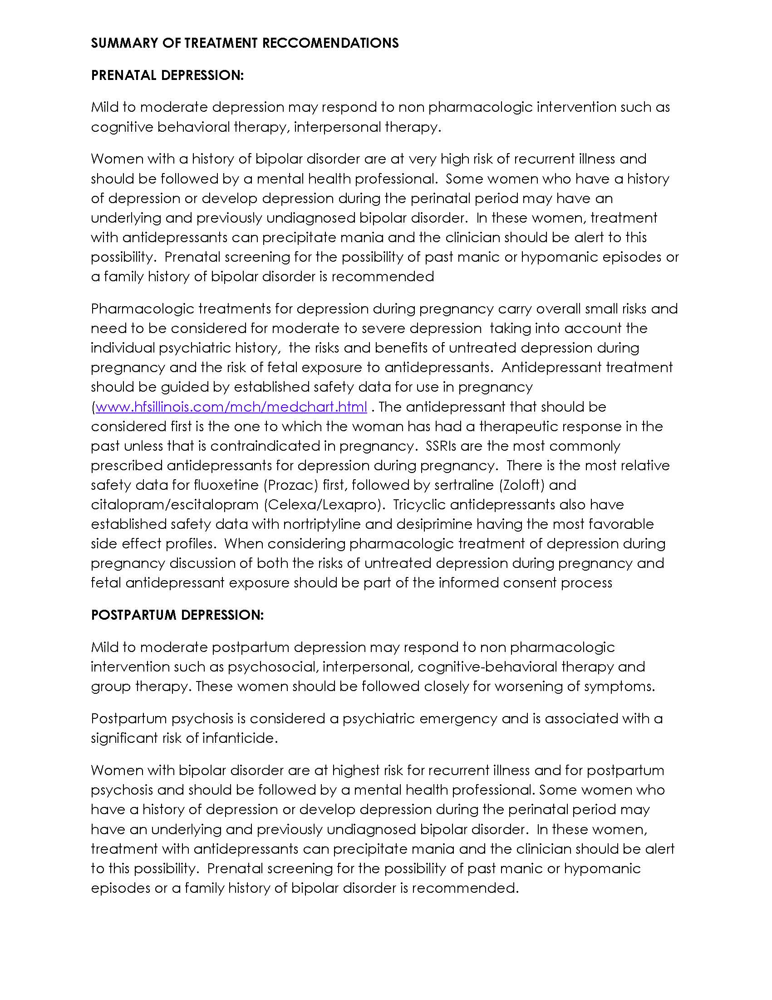 SUMMARY OF TREATMENT RECCOMENDATIONS
PRENATAL DEPRESSION:
Mild to moderate depression may respond to non pharmacologic intervention such as
cognitive behavioral therapy, interpersonal therapy.
Women with a history of bipolar disorder are at very high risk of recurrent illness and
should be followed by a mental health professional.  Some women who have a history
of depression or develop depression during the perinatal period may have an
underlying and previously undiagnosed bipolar disorder.  In these women, treatment
with antidepressants can precipitate mania and the clinician should be alert to this
possibility.  Prenatal screening for the possibility of past manic or hypomanic episodes or
a family history of bipolar disorder is recommended
Pharmacologic treatments for depression during pregnancy carry overall small risks and
need to be considered for moderate to severe depression  taking into account the
individual psychiatric history,  the risks and benefits of untreated depression during
pregnancy and the risk of fetal exposure to antidepressants.  Antidepressant treatment
should be guided by established safety data for use in pregnancy
(www.hfsillinois.com/mch/medchart.html . The antidepressant that should be
considered first is the one to which the woman has had a therapeutic response in the
past unless that is contraindicated in pregnancy.  SSRIs are the most commonly
prescribed antidepressants for depression during pregnancy.  There is the most relative
safety data for fluoxetine (Prozac) first, followed by sertraline (Zoloft) and
citalopram/escitalopram (Celexa/Lexapro).  Tricyclic antidepressants also have
established safety data with nortriptyline and desiprimine having the most favorable
side effect profiles.  When considering pharmacologic treatment of depression during
pregnancy discussion of both the risks of untreated depression during pregnancy and
fetal antidepressant exposure should be part of the informed consent process
POSTPARTUM DEPRESSION:
Mild to moderate postpartum depression may respond to non pharmacologic
intervention such as psychosocial, interpersonal, cognitive-behavioral therapy and
group therapy. These women should be followed closely for worsening of symptoms.
Postpartum psychosis is considered a psychiatric emergency and is associated with a
significant risk of infanticide.
Women with bipolar disorder are at highest risk for recurrent illness and for postpartum
psychosis and should be followed by a mental health professional. Some women who
have a history of depression or develop depression during the perinatal period may
have an underlying and previously undiagnosed bipolar disorder.  In these women,
treatment with antidepressants can precipitate mania and the clinician should be alert
to this possibility.  Prenatal screening for the possibility of past manic or hypomanic
episodes or a family history of bipolar disorder is recommended.